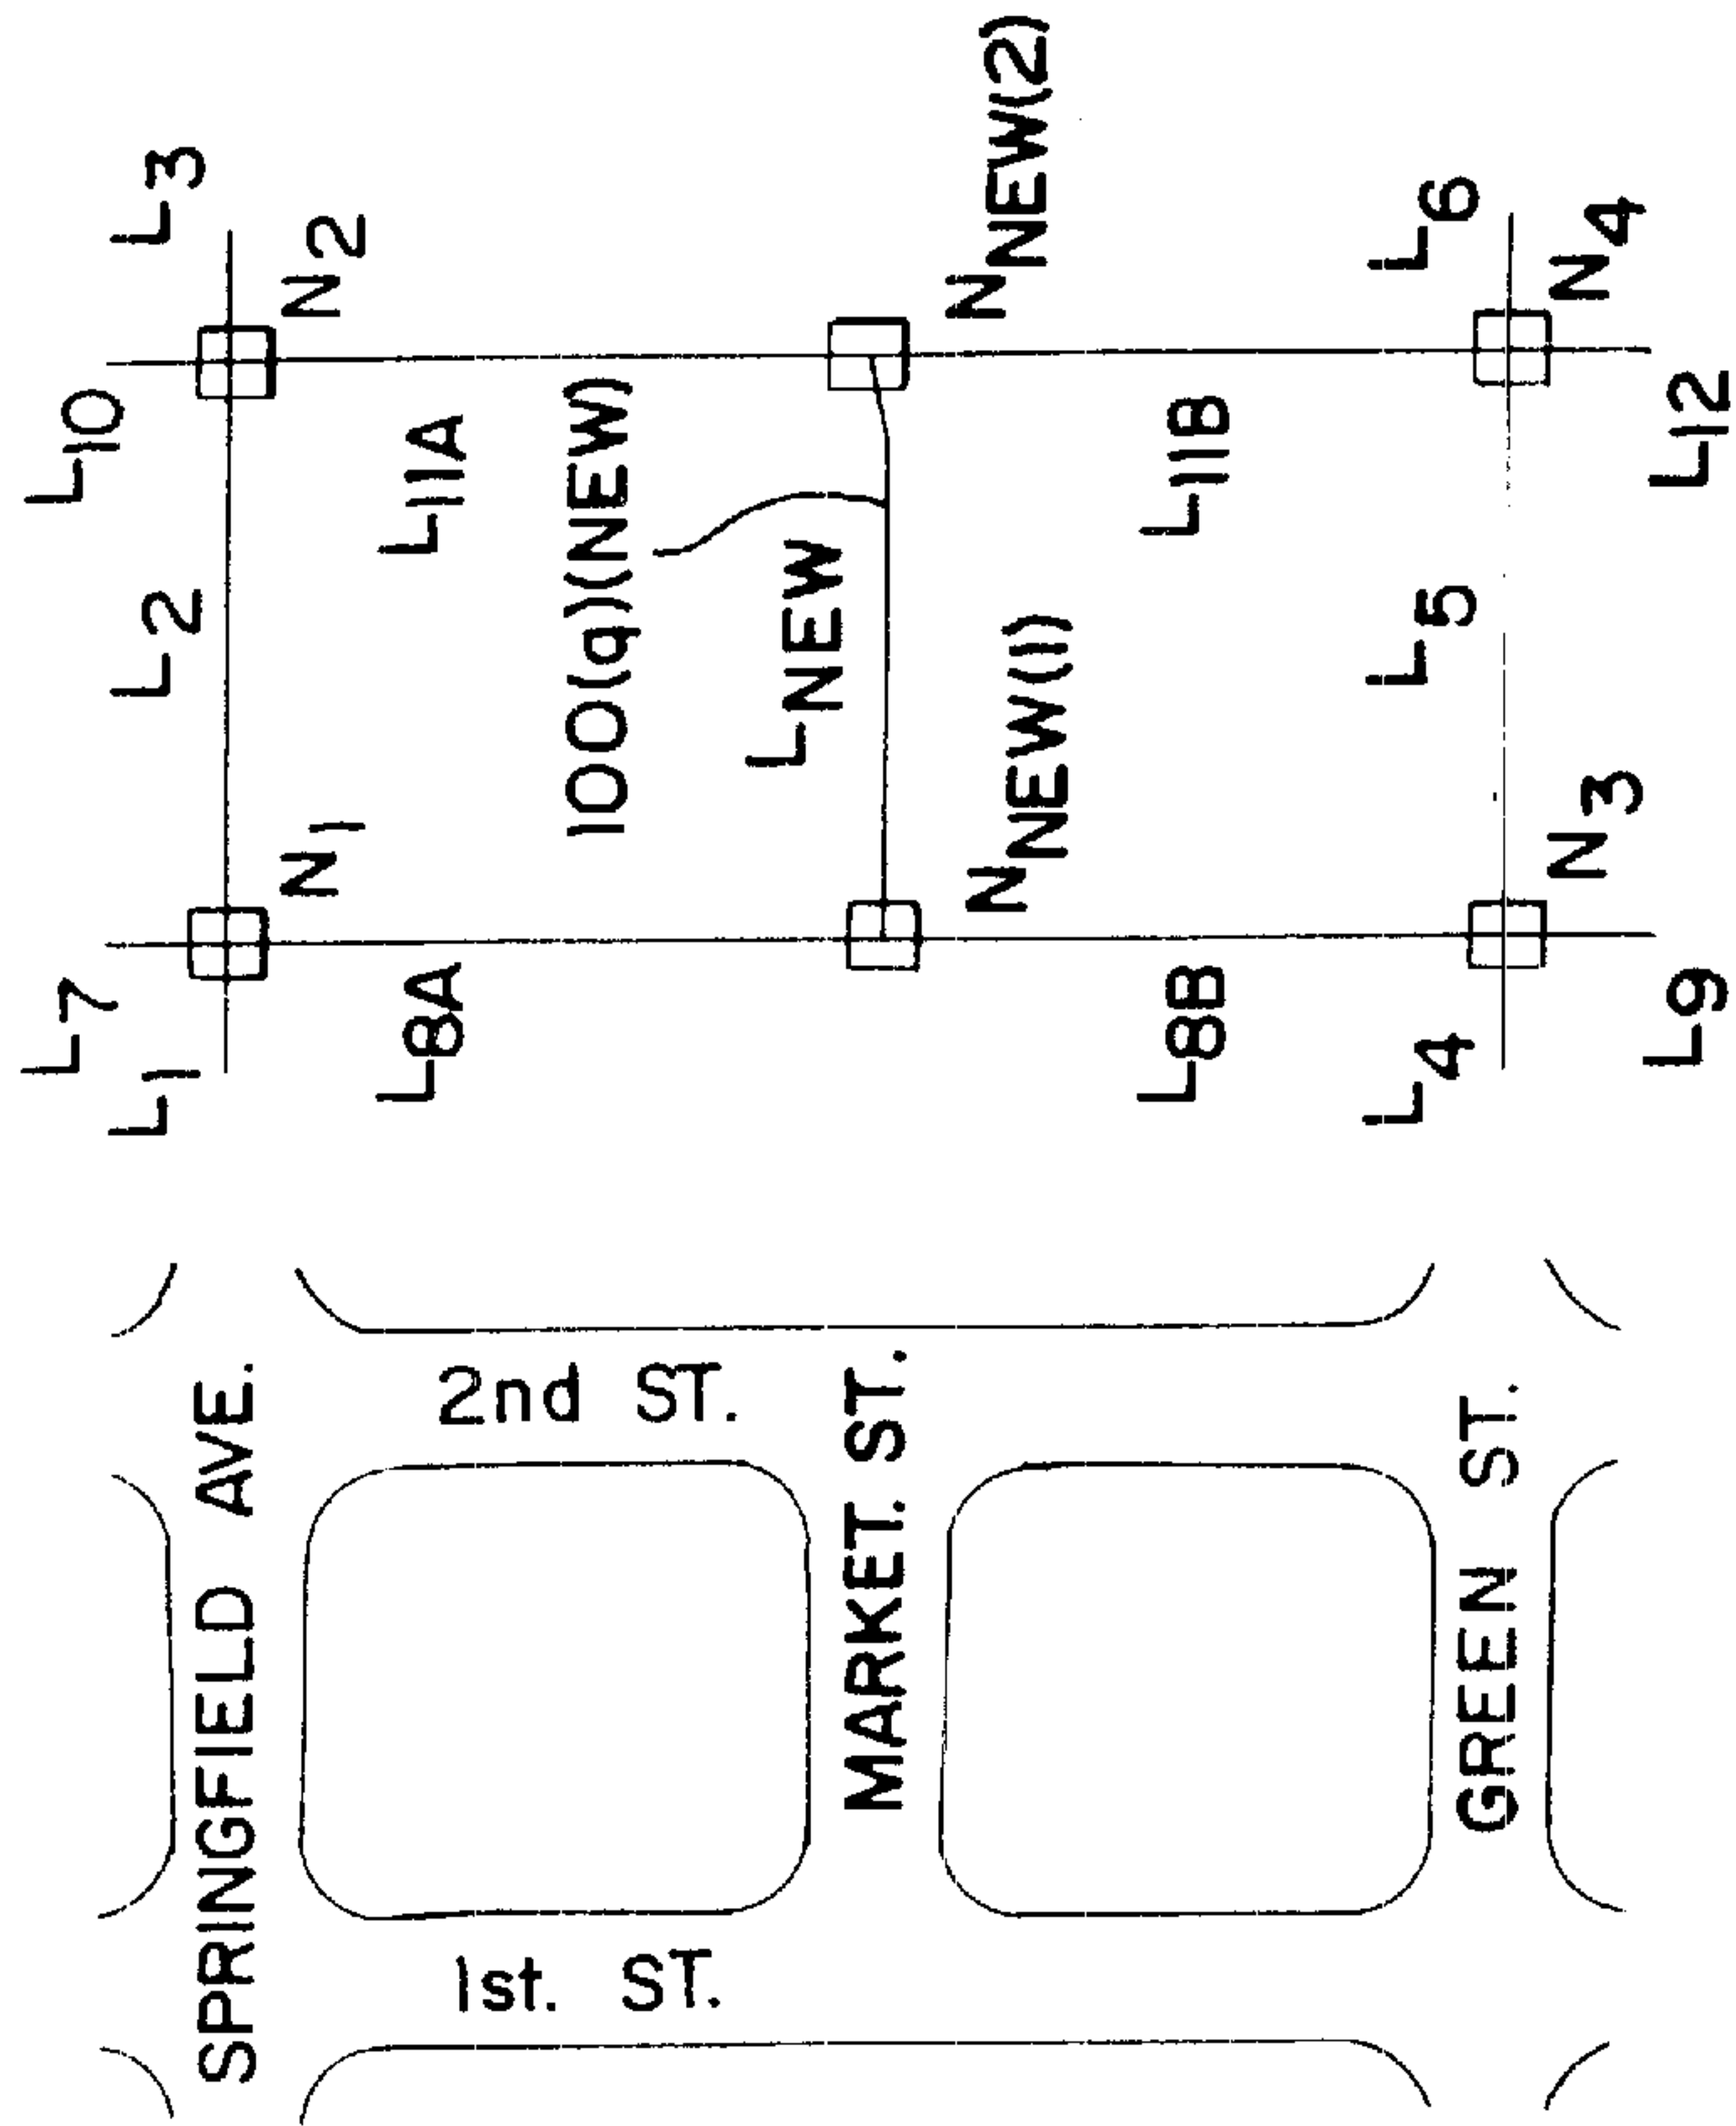 SPRINGFIELD AVE.
1st. ST.
2nd ST.
MARKET. ST.
GREEN ST.
L7
L10
L1
L2
L3
N1
N2
L8A
L11A
100(q)(NEW)
LNEW
NNEW(1)
NNEW(2)
L8B
L11B
L4
L5
L6
N3
N4
L9
L12